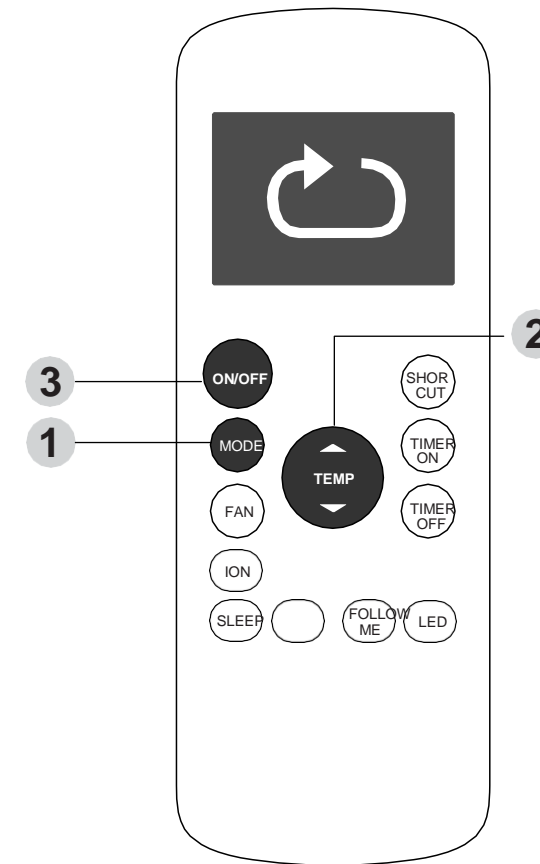 2
3
ON/OFF
SHOR
CUT
1
MODE
TEMP
TIMER
ON
FAN
TIMER
OFF
ION
SLEEP
FOLLOW
ME
LED